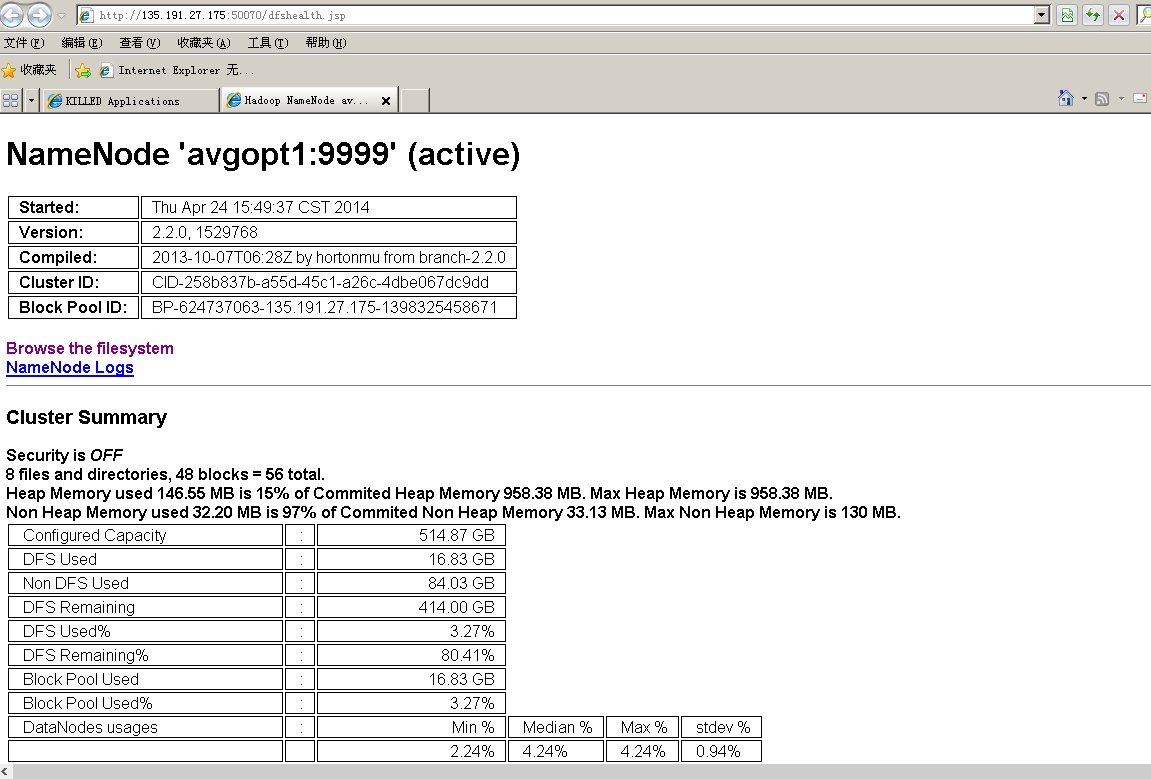 http://135.191.27.175:50070/dfshealth.jsp
文件(F) 编辑(E) 查看(V) 收藏夹(A) 工具(T) 帮助(H)
收藏夹 Internet Explorer 无...
KILLED Applications Hadoop NameNode av...
NameNode 'avgopt1:9999' (active)
Started: Thu Apr 24 15:49:37 CST 2014
Version: 2.2.0, 1529768
Compiled: 2013-10-07T06:28Z by hortonmu from branch-2.2.0
Cluster ID: CID-258b837b-a55d-45c1-a26c-4dbe067dc9dd
Block Pool ID: BP-624737063-135.191.27.175-1398325458671
Browse the filesystem
NameNode Logs
Cluster Summary
Security is OFF
8 files and directories, 48 blocks = 56 total.
Heap Memory used 146.55 MB is 15% of Commited Heap Memory 958.38 MB. Max Heap Memory is 958.38 MB.
Non Heap Memory used 32.20 MB is 97% of Commited Non Heap Memory 33.13 MB. Max Non Heap Memory is 130 MB.
Configured Capacity : 514.87 GB
DFS Used : 16.83 GB
Non DFS Used : 84.03 GB
DFS Remaining : 414.00 GB
DFS Used% : 3.27%
DFS Remaining% : 80.41%
Block Pool Used : 16.83 GB
Block Pool Used% : 3.27%
DataNodes usages : Min % Median % Max % stdev %
2.24% 4.24% 4.24% 0.94%